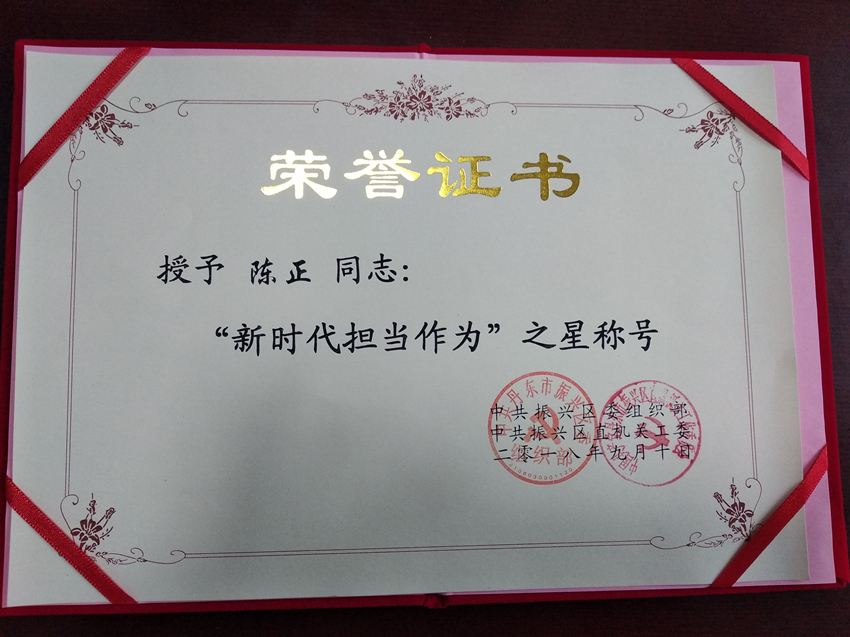 荣誉证书
授予 陈正 同志:
“新时代担当作为”之星称号
中共振兴区委组织部
中共振兴区直机关工委
二零一八年九月十日